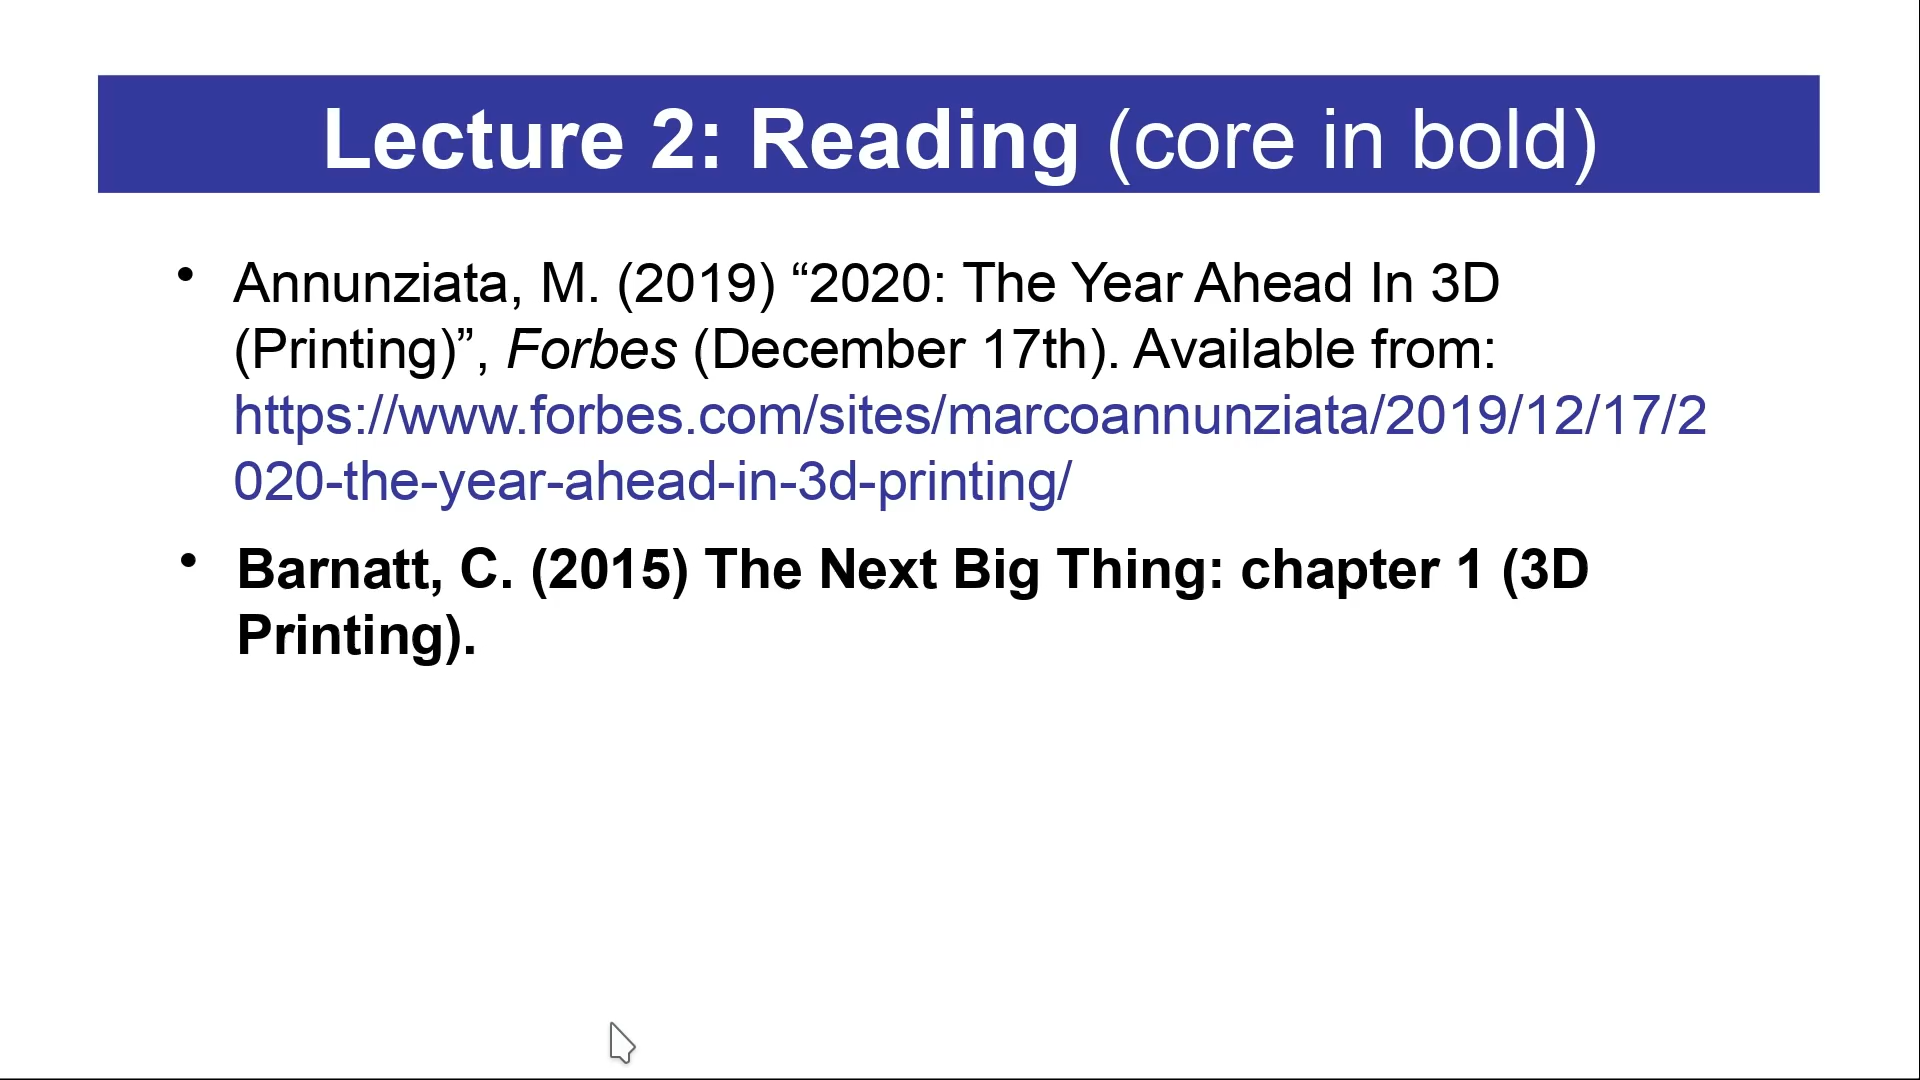 Lecture 2: Reading (core in bold)
• Annunziata, M. (2019) “2020: The Year Ahead In 3D
(Printing)”, Forbes (December 17th). Available from:
https://www.forbes.com/sites/marcoannunziata/2019/12/17/2
020-the-year-ahead-in-3d-printing/
• Barnatt, C. (2015) The Next Big Thing: chapter 1 (3D
Printing).